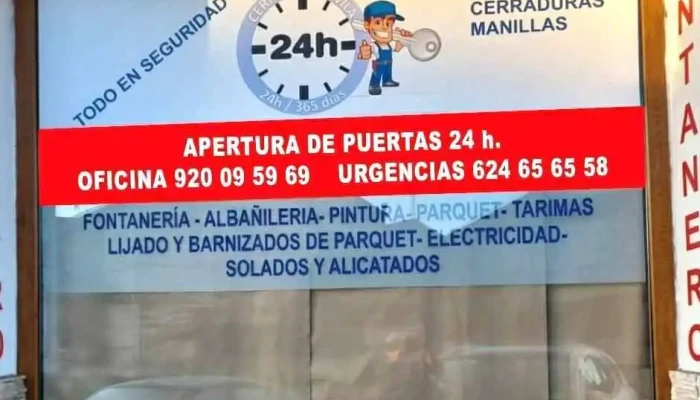 TODO EN SEGURIDAD
24h
24h / 365 días
CERRADURAS
MANILLAS
APERTURA DE PUERTAS 24 h.
OFICINA 920 09 59 69 URGENCIAS 624 65 65 58
FONTANERÍA - ALBAÑILERIA- PINTURA- PARQUET- TARIMAS
LIJADO Y BARNIZADOS DE PARQUET- ELECTRICIDAD-
SOLADOS Y ALICATADOS
NTANERO